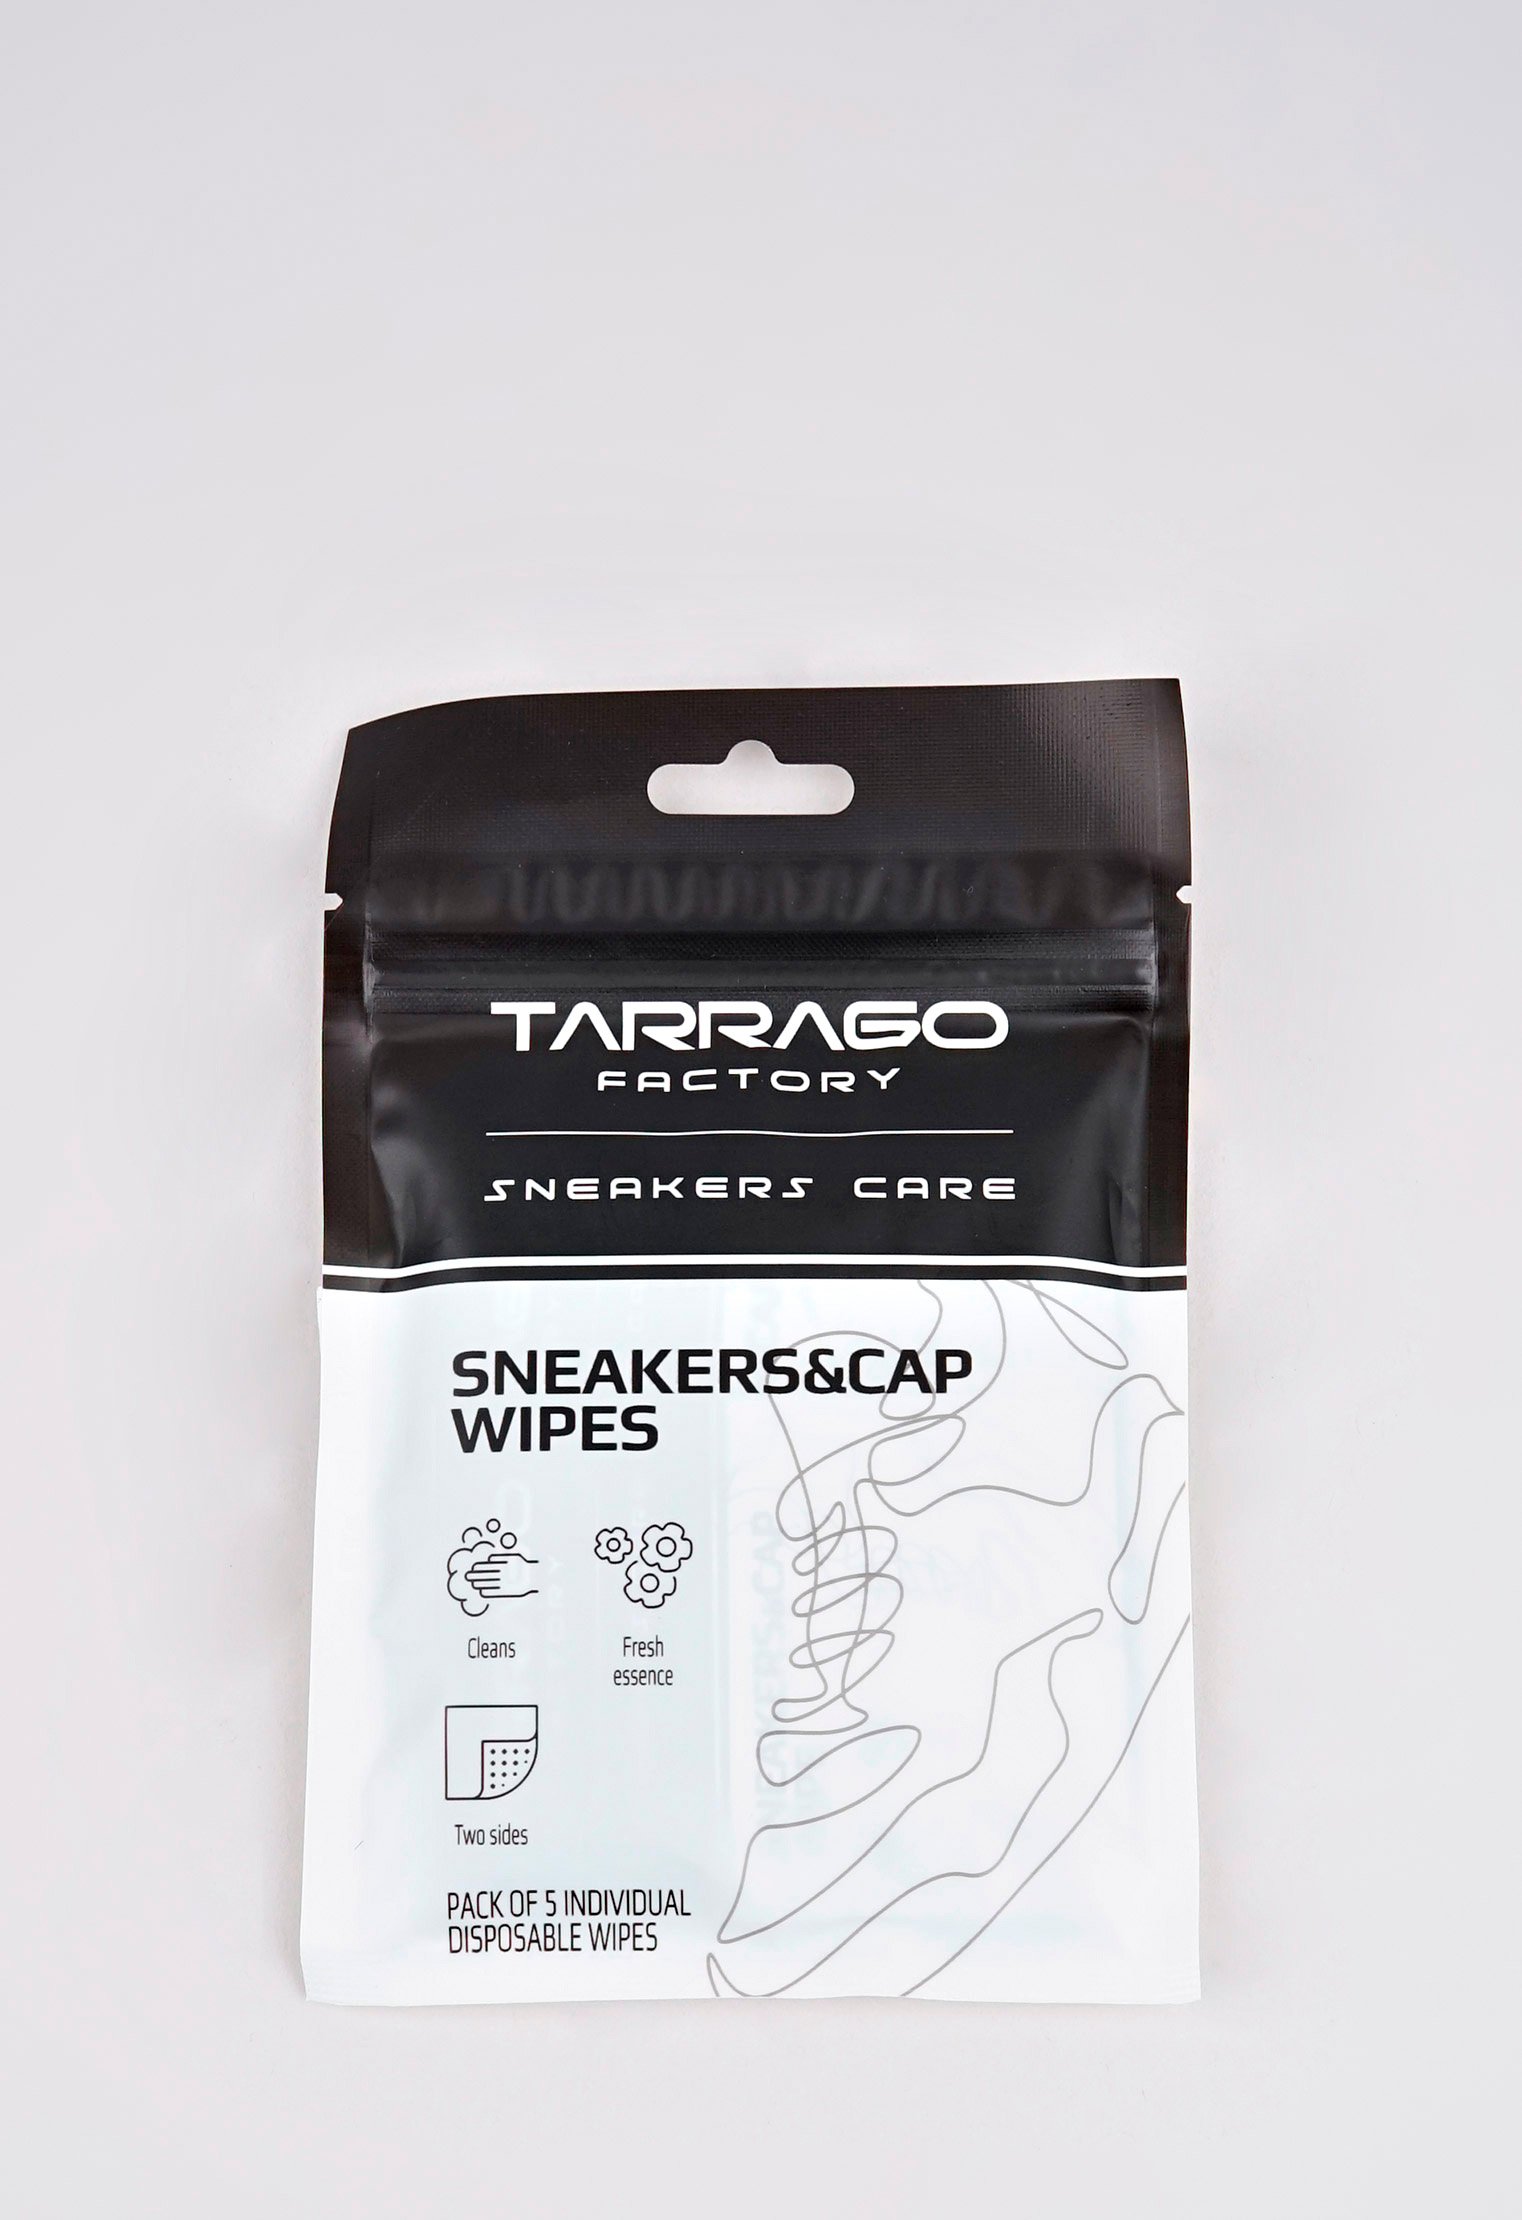 TARRAGO
FACTORY
SNEAKERS CARE
SNEAKERS&CAP
WIPES
Cleans
Fresh
essence
Two sides
PACK OF 5 INDIVIDUAL
DISPOSABLE WIPES